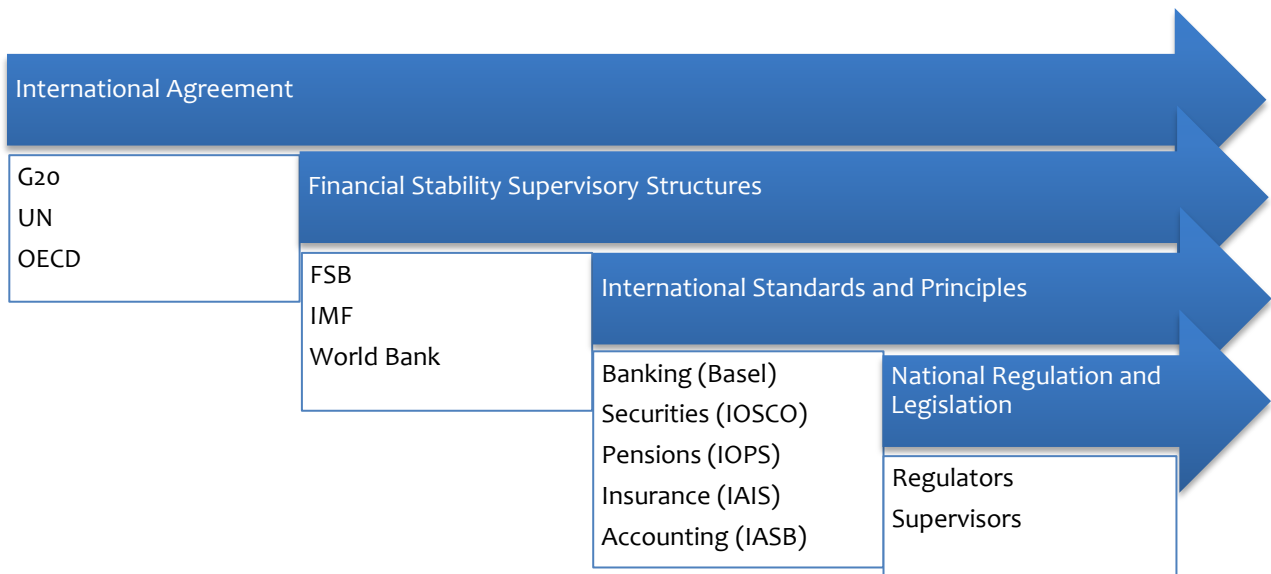 International Agreement
G20
UN
OECD
Financial Stability Supervisory Structures
FSB
IMF
World Bank
International Standards and Principles
Banking (Basel)
Securities (IOSCO)
Pensions (IOPS)
Insurance (IAIS)
Accounting (IASB)
National Regulation and
Legislation
Regulators
Supervisors